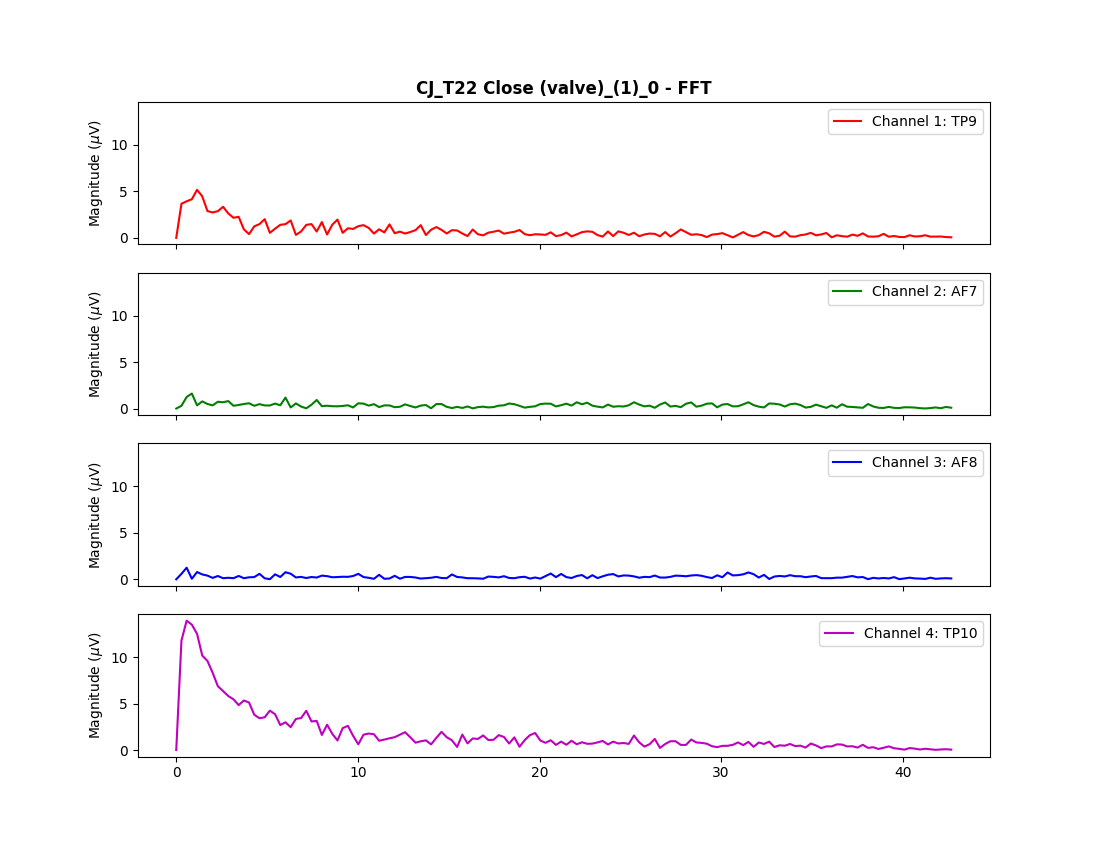 CJ_T22 Close (valve)_(1)_0 - FFT
Magnitude (μV)
10
5
0
Channel 1: TP9
Magnitude (μV)
10
5
0
Channel 2: AF7
Magnitude (μV)
10
5
0
Channel 3: AF8
Magnitude (μV)
10
5
0
Channel 4: TP10
0 10 20 30 40